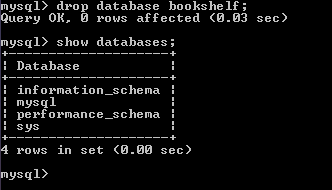 mysql> drop database bookshelf;
Query OK, 0 rows affected (0.03 sec)
mysql> show databases;
+--------------------+
| Database           |
+--------------------+
| information_schema |
| mysql              |
| performance_schema |
| sys                |
+--------------------+
4 rows in set (0.00 sec)
mysql>